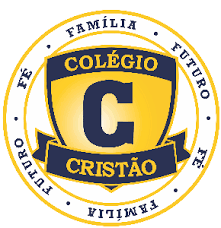 FÉ • FAMÍLIA • FUTURO • FÉ • FAMÍLIA • FUTURO •
COLÉGIO
C
CRISTÃO